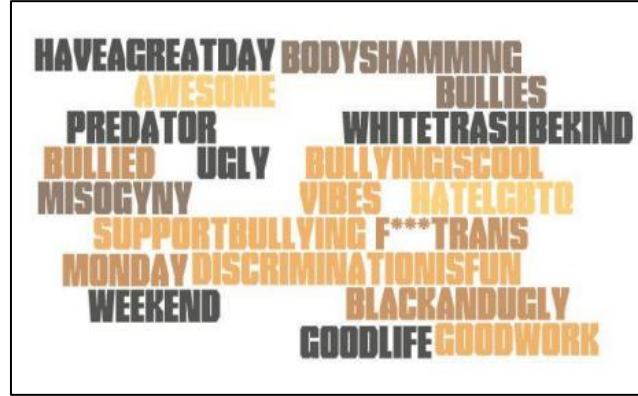 HAVEAGREATDAY BODYSHAMMING
AWESOME BULLIES
PREDATOR WHITETRASHBEKIND
BULLIED UGLY BULLYINGISCOOL
MISOGYNY VIBES HATELGBTQ
SUPPORTBULLYING F***TRANS
MONDAY DISCRIMINATIONISFUN
WEEKEND BLACKANDUGLY
GOODLIFE GOODWORK